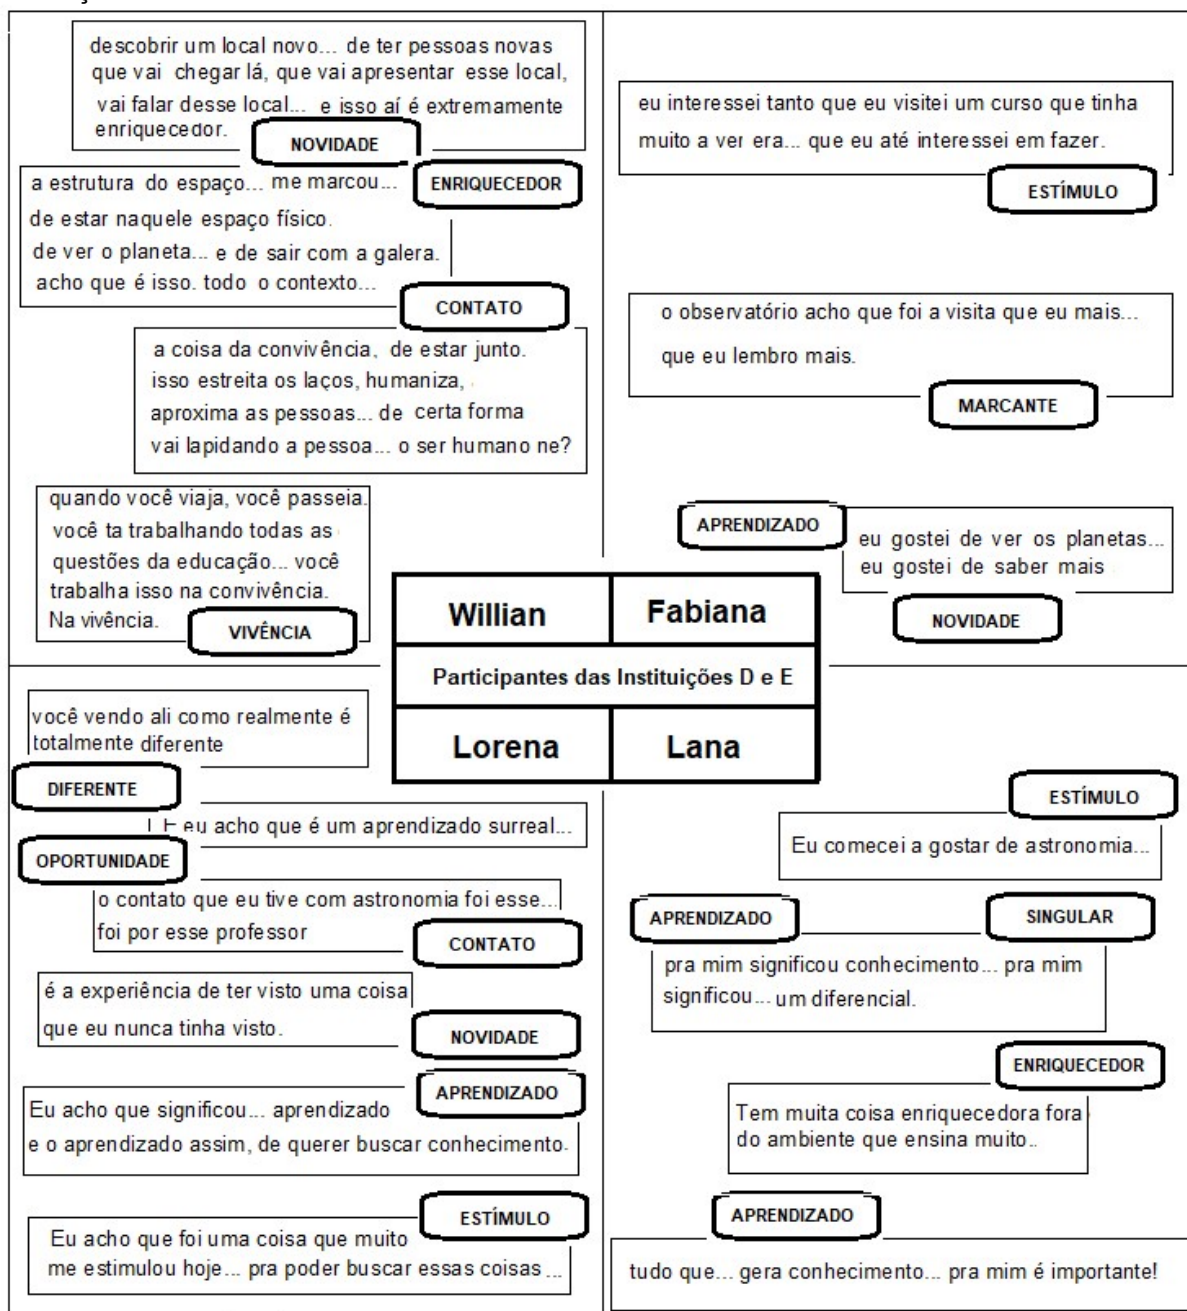 descobrir um local novo... de ter pessoas novas
que vai chegar lá, que vai apresentar esse local,
vai falar desse local... e isso aí é extremamente
enriquecedor.
NOVIDADE
ENRIQUECEDOR
a estrutura do espaço... me marcou...
de estar naquele espaço físico.
de ver o planeta... e de sair com a galera.
acho que é isso. todo o contexto...
CONTATO
a coisa da convivência, de estar junto.
isso estreita os laços, humaniza,
aproxima as pessoas... de certa forma
vai lapidando a pessoa... o ser humano ne?
quando você viaja, você passeia.
você ta trabalhando todas as
questões da educação... você
trabalha isso na convivência.
Na vivência.
VIVÊNCIA
eu interessei tanto que eu visitei um curso que tinha
muito a ver era... que eu até interessei em fazer.
ESTÍMULO
o observatório acho que foi a visita que eu mais...
que eu lembro mais.
MARCANTE
APRENDIZADO
eu gostei de ver os planetas...
eu gostei de saber mais
NOVIDADE
Willian
Fabiana
Participantes das Instituições D e E
Lorena
Lana
você vendo ali como realmente é
totalmente diferente
DIFERENTE
eu acho que é um aprendizado surreal...
OPORTUNIDADE
o contato que eu tive com astronomia foi esse...
foi por esse professor
CONTATO
é a experiência de ter visto uma coisa
que eu nunca tinha visto.
NOVIDADE
APRENDIZADO
Eu acho que significou... aprendizado
e o aprendizado assim, de querer buscar conhecimento.
ESTÍMULO
Eu acho que foi uma coisa que muito
me estimulou hoje... pra poder buscar essas coisas ...
ESTÍMULO
Eu comecei a gostar de astronomia...
APRENDIZADO
SINGULAR
pra mim significou conhecimento... pra mim
significou... um diferencial.
ENRIQUECEDOR
Tem muita coisa enriquecedora fora
do ambiente que ensina muito..
APRENDIZADO
tudo que... gera conhecimento... pra mim é importante!